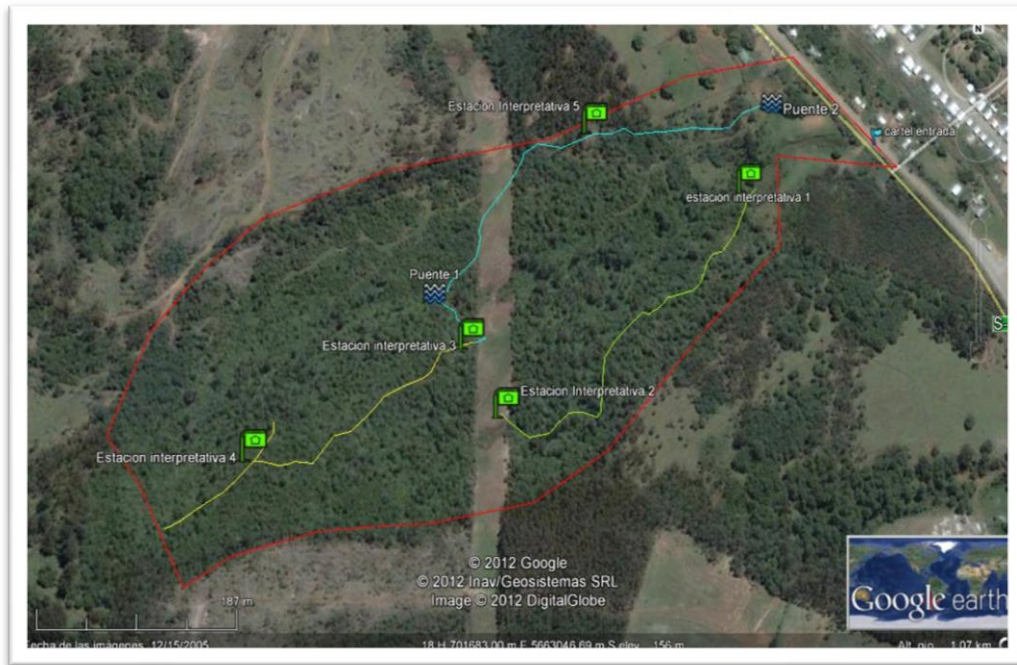 N
Estacion Interpretativa 5
Puente 2
cartel entrada
estacion interpretativa 1
Puente 1
S
Estacion interpretativa 3
Estacion Interpretativa 2
Estacion interpretativa 4
© 2012 Google
© 2012 Inav/Geosistemas SRL
Image © 2012 DigitalGlobe
187 m
Google earth
Fecha de las imágenes: 12/15/2005 18 H 701683.00 m E 5663046.69 m S elev 156 m Alt. ojo 1.07 km